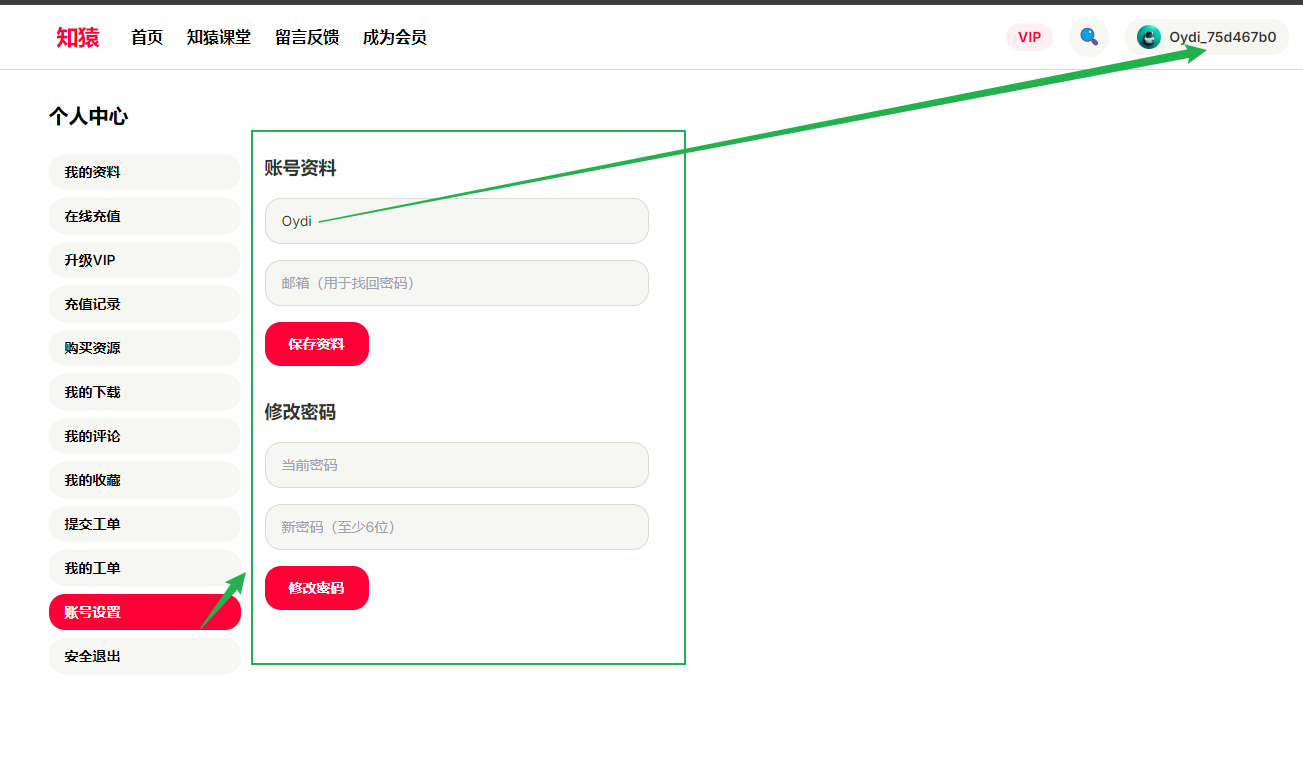 知猿 首页 知猿课堂 留言反馈 成为会员 VIP Oydi_75d467b0
个人中心
我的资料
在线充值
升级VIP
充值记录
购买资源
我的下载
我的评论
我的收藏
提交工单
我的工单
账号设置
安全退出
账号资料
Oydi
邮箱（用于找回密码）
保存资料
修改密码
当前密码
新密码（至少6位）
修改密码